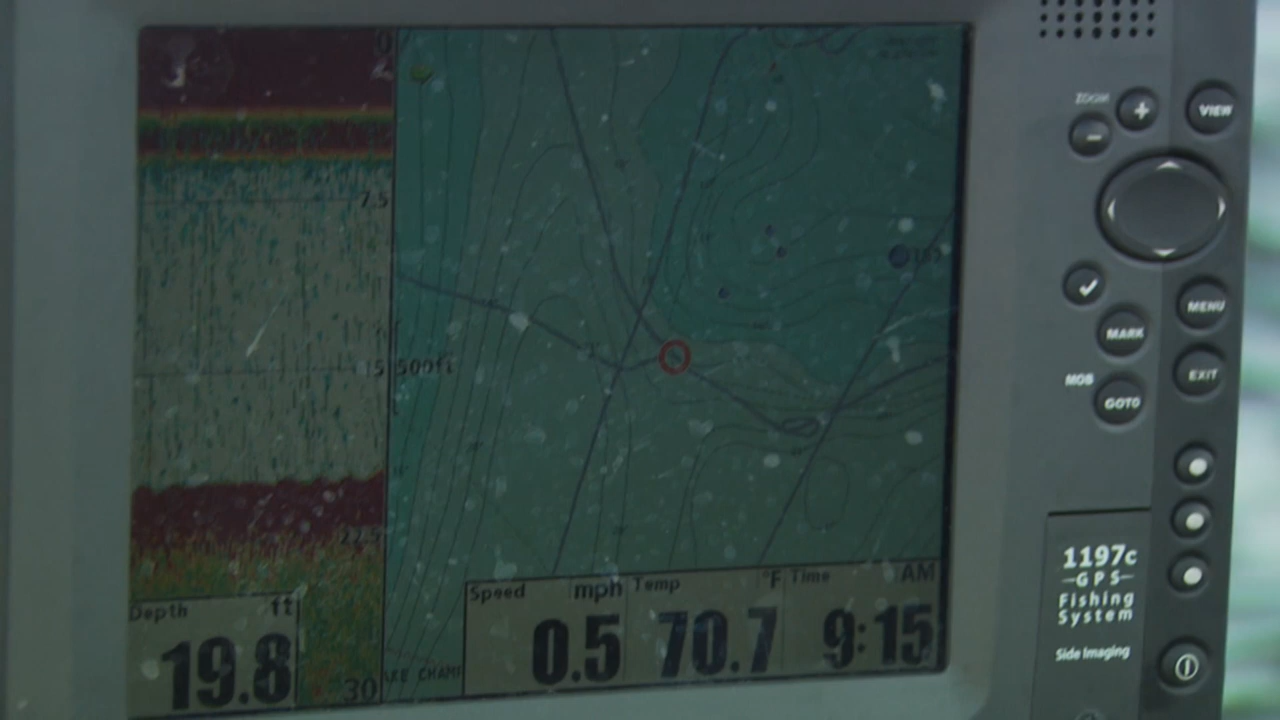 0
7.5
15
22.5
30
500ft
Depth ft
19.8
Speed mph
0.5
Temp °F
70.7
Time AM
9:15
ZOOM
+
-
VIEW
MENU
MARK
EXIT
MOB
GOTO
1197c
GPS
Fishing
System
Side Imaging